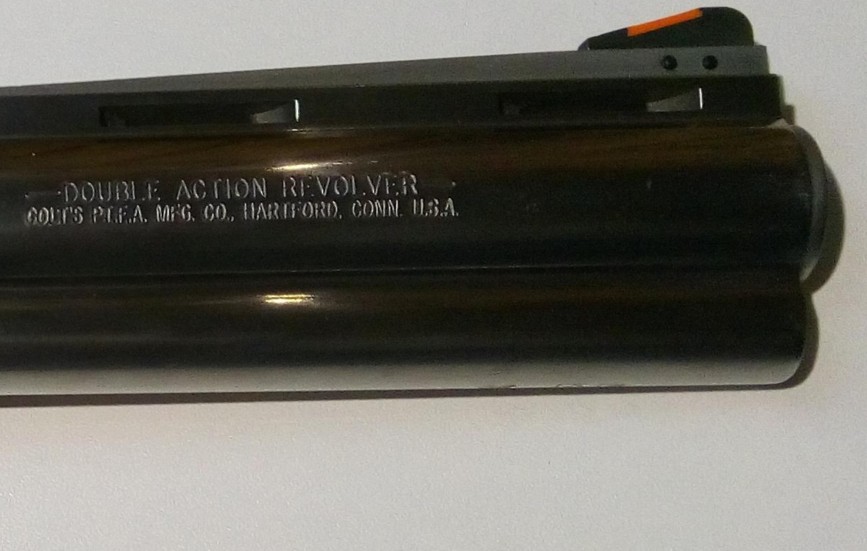 DOUBLE ACTION REVOLVER
COLT'S P.T.F.A. MFG. CO., HARTFORD, CONN. U.S.A.